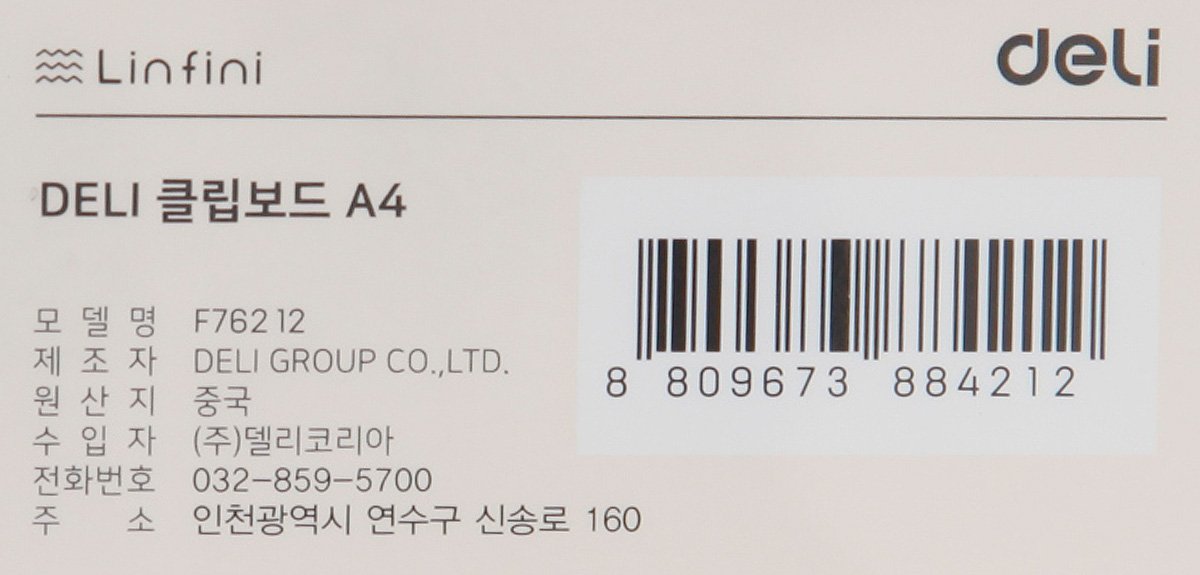 Linfini
deli
DELI 클립보드 A4
모델명 F76212
제조자 DELI GROUP CO.,LTD.
원산지 중국
수입자 (주)델리코리아
전화번호 032-859-5700
주소 인천광역시 연수구 신송로 160
8 809673 884212